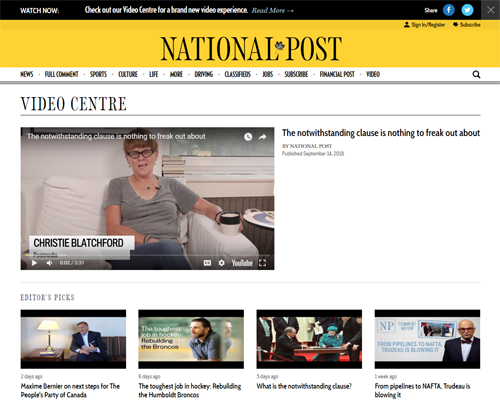 WATCH NOW:
Check out our Video Centre for a brand new video experience. Read More →
Share
Sign In/Register
Subscribe
NATIONAL POST
NEWS • FULL COMMENT • SPORTS • CULTURE • LIFE • MORE • DRIVING • CLASSIFIEDS • JOBS • SUBSCRIBE • FINANCIAL POST • VIDEO
VIDEO CENTRE
The notwithstanding clause is nothing to freak out about
CHRISTIE BLATCHFORD
0:02 / 3:31
YouTube
The notwithstanding clause is nothing to freak out about
BY NATIONAL POST
Published September 14, 2018
EDITOR'S PICKS
2 days ago
Maxime Bernier on next steps for The
People's Party of Canada
The toughest
job in hockey:
Rebuilding
the Broncos
6 days ago
The toughest job in hockey: Rebuilding
the Humboldt Broncos
5 days ago
What is the notwithstanding clause?
NP
COMMENT
NATION
FROM PIPELINES TO NAFTA,
TRUDEAU IS BLOWING IT
1 week ago
From pipelines to NAFTA, Trudeau is
blowing it